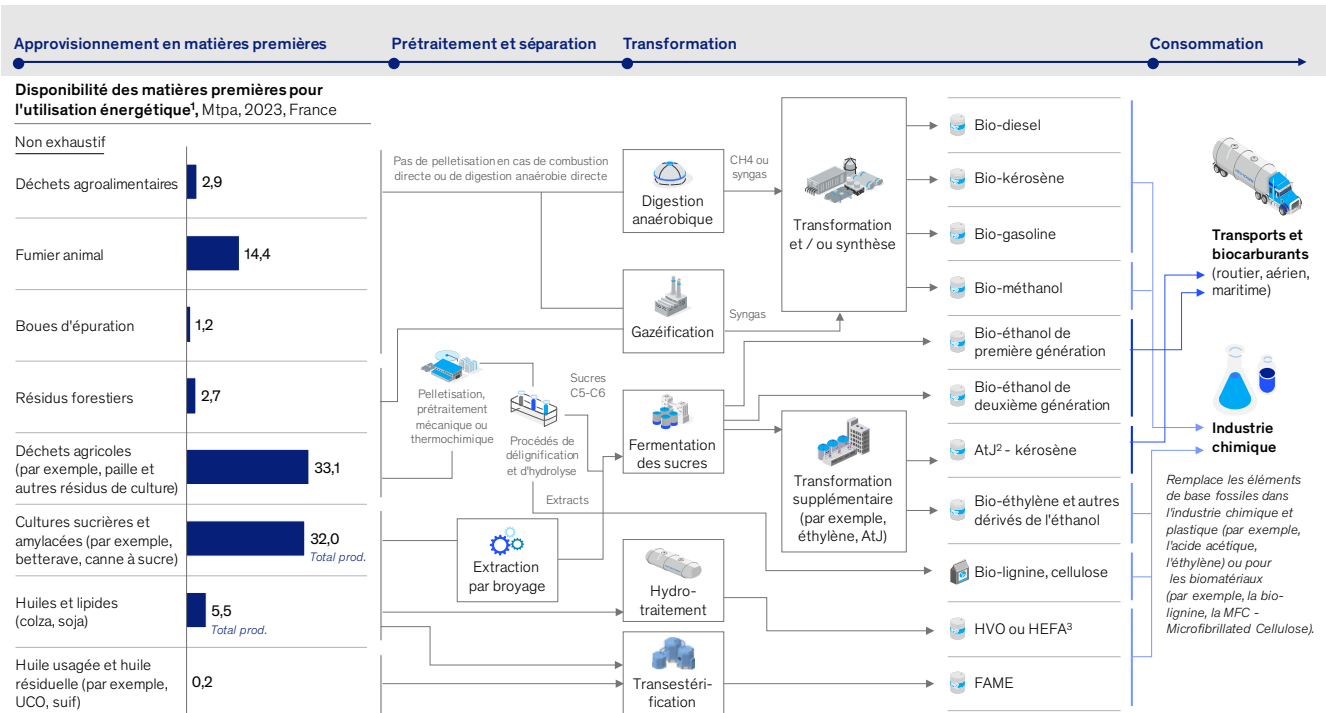 Approvisionnement en matières premières
Prétraitement et séparation
Transformation
Consommation
Disponibilité des matières premières pour
l'utilisation énergétique¹, Mtpa, 2023, France
Non exhaustif
Déchets agroalimentaires
2,9
Fumier animal
14,4
Boues d'épuration
1,2
Résidus forestiers
2,7
Déchets agricoles
(par exemple, paille et
autres résidus de culture)
33,1
Cultures sucrières et
amylacées (par exemple,
betterave, canne à sucre)
32,0
Total prod.
Huiles et lipides
(colza, soja)
5,5
Total prod.
Huile usagée et huile
résiduelle (par exemple,
UCO, suif)
0,2
Pas de pelletisation en cas de combustion
directe ou de digestion anaérobie directe
Pelletisation,
prétraitement
mécanique ou
thermochimique
Procédés de
délignification
et d'hydrolyse
Sucres
C5-C6
Extracts
Extraction
par broyage
Digestion
anaérobique
CH4 ou
syngas
Gazéification
Syngas
Fermentation
des sucres
Hydro-
traitement
Transestéri-
fication
Transformation
et / ou synthèse
Transformation
supplémentaire
(par exemple,
éthylène, AtJ)
Bio-diesel
Bio-kérosène
Bio-gasoline
Bio-méthanol
Bio-éthanol de
première génération
Bio-éthanol de
deuxième génération
AtJ² - kérosène
Bio-éthylène et autres
dérivés de l'éthanol
Bio-lignine, cellulose
HVO ou HEFA³
FAME
Transports et
biocarburants
(routier, aérien,
maritime)
Industrie
chimique
Remplace les éléments
de base fossiles dans
l'industrie chimique et
plastique (par exemple,
l'acide acétique,
l'éthylène) ou pour
les biomatériaux
(par exemple, la bio-
lignine, la MFC -
Microfibrillated Cellulose).